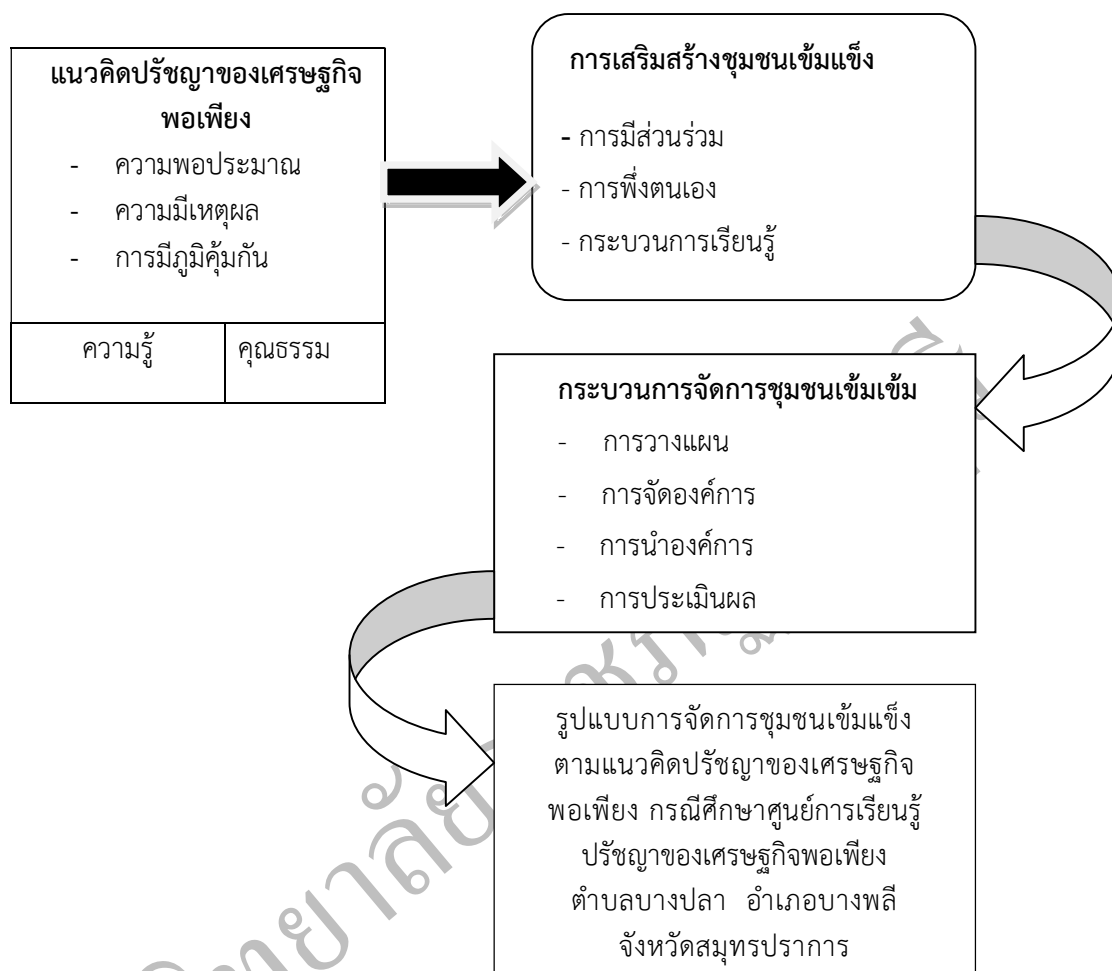 แนวคิดปรัชญาของเศรษฐกิจ
พอเพียง
- ความพอประมาณ
- ความมีเหตุผล
- การมีภูมิคุ้มกัน
ความรู้ คุณธรรม
การเสริมสร้างชุมชนเข้มแข็ง
- การมีส่วนร่วม
- การพึ่งตนเอง
- กระบวนการเรียนรู้
กระบวนการจัดการชุมชนเข้มเข้ม
- การวางแผน
- การจัดองค์การ
- การนำองค์การ
- การประเมินผล
รูปแบบการจัดการชุมชนเข้มแข็ง
ตามแนวคิดปรัชญาของเศรษฐกิจ
พอเพียง กรณีศึกษาศูนย์การเรียนรู้
ปรัชญาของเศรษฐกิจพอเพียง
ตำบลบางปลา อำเภอบางพลี
จังหวัดสมุทรปราการ